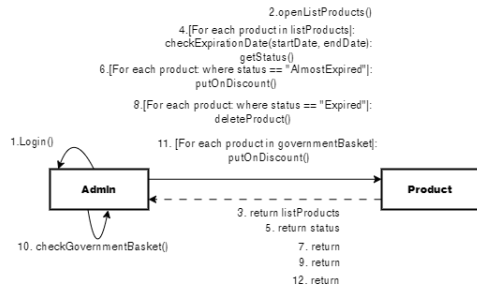 2.openListProducts()
4.[For each product in listProducts|:
checkExpirationDate(startDate, endDate):
getStatus()
6.[For each product: where status == "AlmostExpired"|:
putOnDiscount()
8.[For each product: where status == "Expired"|:
deleteProduct()
1.Login()
11. [For each product in governmentBasket|:
putOnDiscount()
Admin
Product
3. return listProducts
5. return status
10. checkGovernmentBasket()
7. return
9. return
12. return